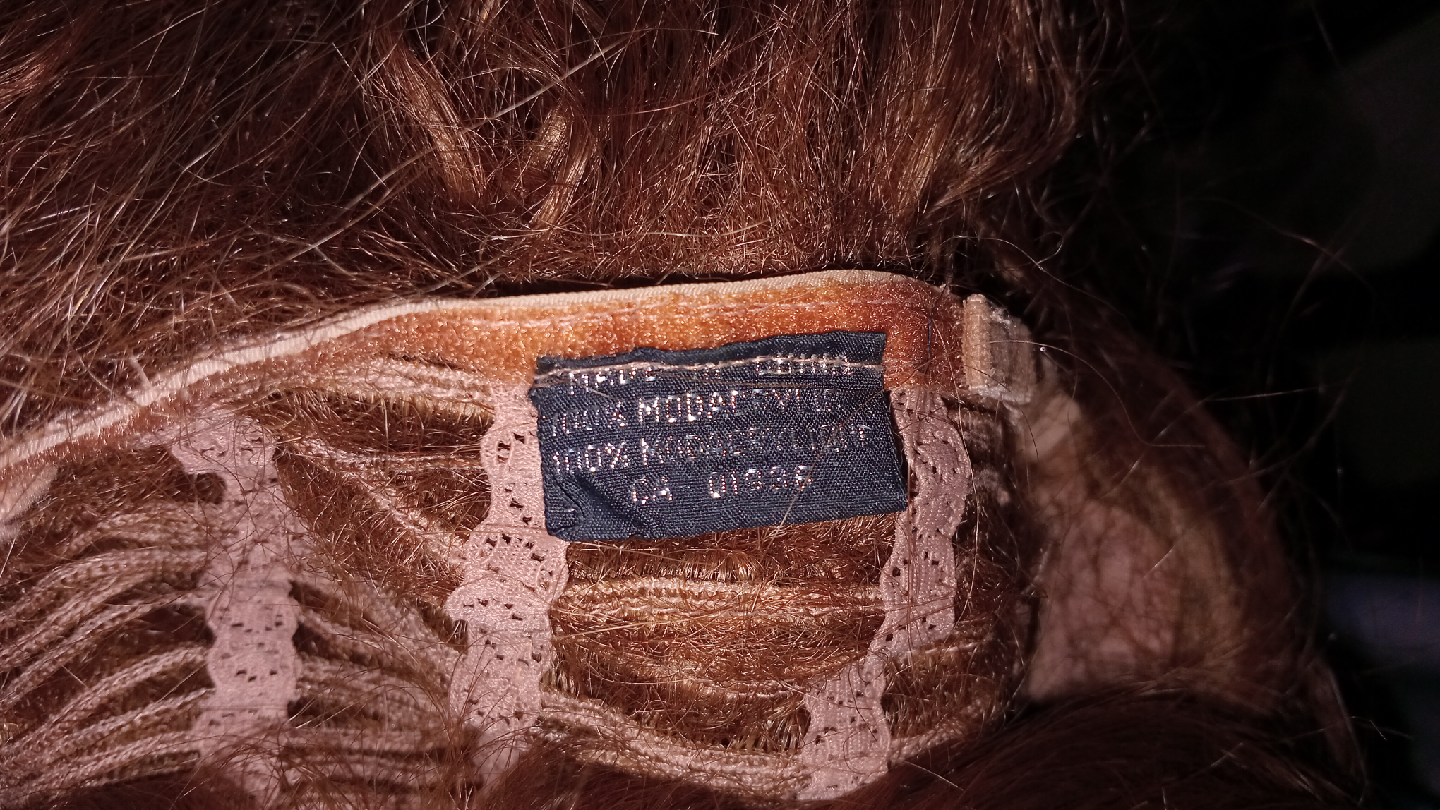 MADE IN CHINA
100% MODACRYLIC
100% MODACRYLIQUE
CA 01936